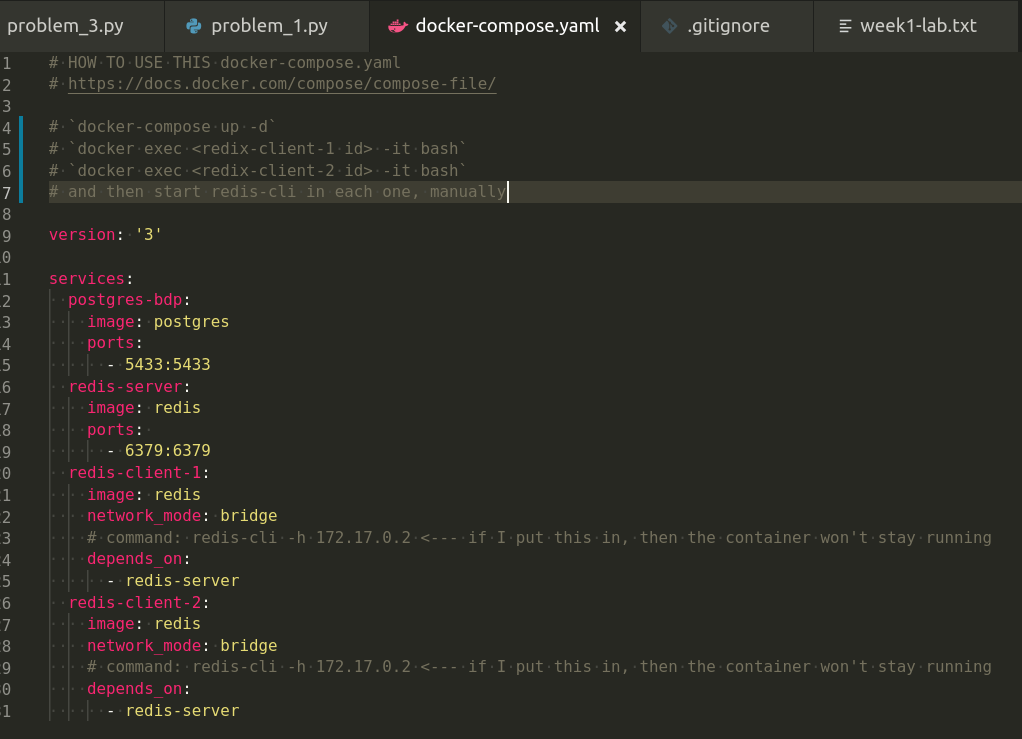 problem_3.py problem_1.py docker-compose.yaml × .gitignore week1-lab.txt
1 # HOW TO USE THIS docker-compose.yaml
2 # https://docs.docker.com/compose/compose-file/
3
4 # `docker-compose up -d`
5 # `docker exec <redix-client-1 id> -it bash`
6 # `docker exec <redix-client-2 id> -it bash`
7 # and then start redis-cli in each one, manually
8
9 version: '3'
0
1 services:
2   postgres-bdp:
3     image: postgres
4     ports:
5       - 5433:5433
6   redis-server:
7     image: redis
8     ports:
9       - 6379:6379
0   redis-client-1:
1     image: redis
2     network_mode: bridge
3     # command: redis-cli -h 172.17.0.2 <--- if I put this in, then the container won't stay running
4     depends_on:
5       - redis-server
6   redis-client-2:
7     image: redis
8     network_mode: bridge
9     # command: redis-cli -h 172.17.0.2 <--- if I put this in, then the container won't stay running
0     depends_on:
1       - redis-server